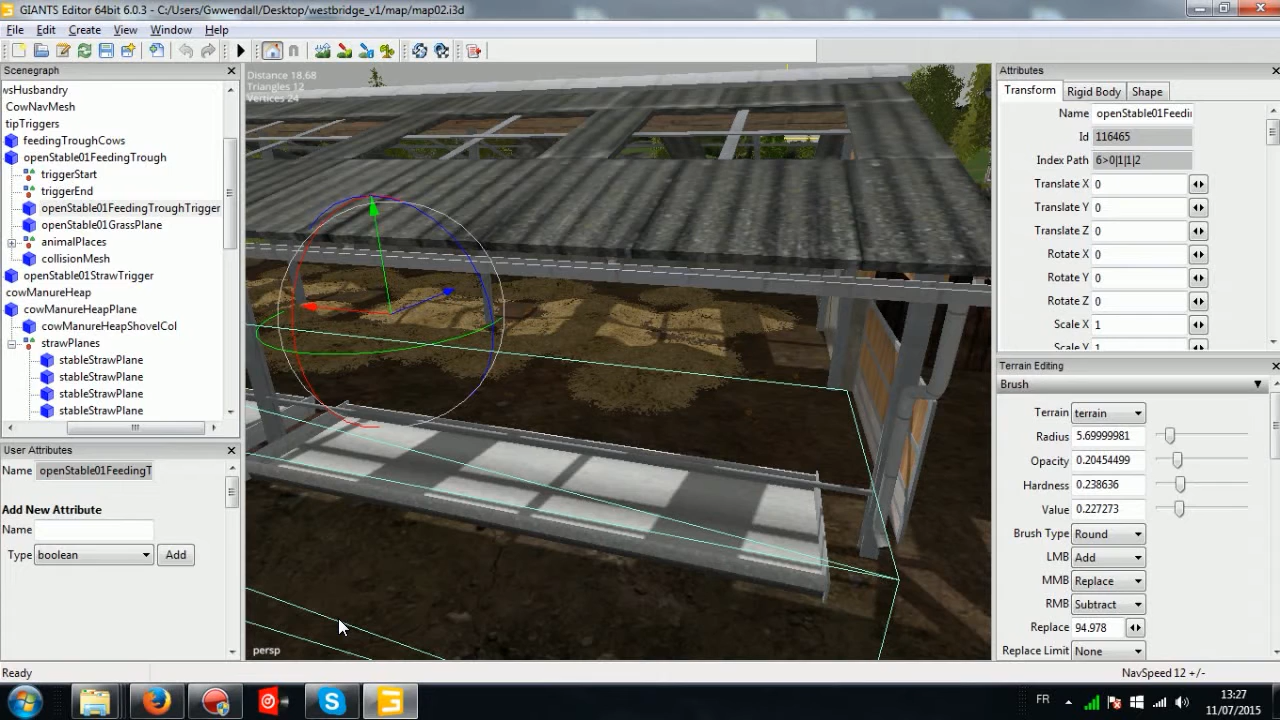 GIANTS Editor 64bit 6.0.3 - C:/Users/Gwwendall/Desktop/westbridge_v1/map/map02.i3d
File Edit Create View Window Help
Scenegraph
wsHusbandry
CowNavMesh
tipTriggers
feedingTroughCows
openStable01FeedingTrough
triggerStart
triggerEnd
openStable01FeedingTroughTrigger
openStable01GrassPlane
animalPlaces
collisionMesh
openStable01StrawTrigger
cowManureHeap
cowManureHeapPlane
cowManureHeapShovelCol
strawPlanes
stableStrawPlane
stableStrawPlane
stableStrawPlane
stableStrawPlane
User Attributes
Name openStable01FeedingT
Add New Attribute
Name
Type boolean Add
Distance 18.68
Triangles 12
Vertices 24
persp
Attributes
Transform Rigid Body Shape
Name openStable01Feedi
Id 116465
Index Path 6>0|1|1|2
Translate X 0
Translate Y 0
Translate Z 0
Rotate X 0
Rotate Y 0
Rotate Z 0
Scale X 1
Scale Y 1
Terrain Editing
Brush
Terrain terrain
Radius 5.69999981
Opacity 0.20454499
Hardness 0.238636
Value 0.227273
Brush Type Round
LMB Add
MMB Replace
RMB Subtract
Replace 94.978
Replace Limit None
Ready
NavSpeed 12 +/-
FR
13:27
11/07/2015